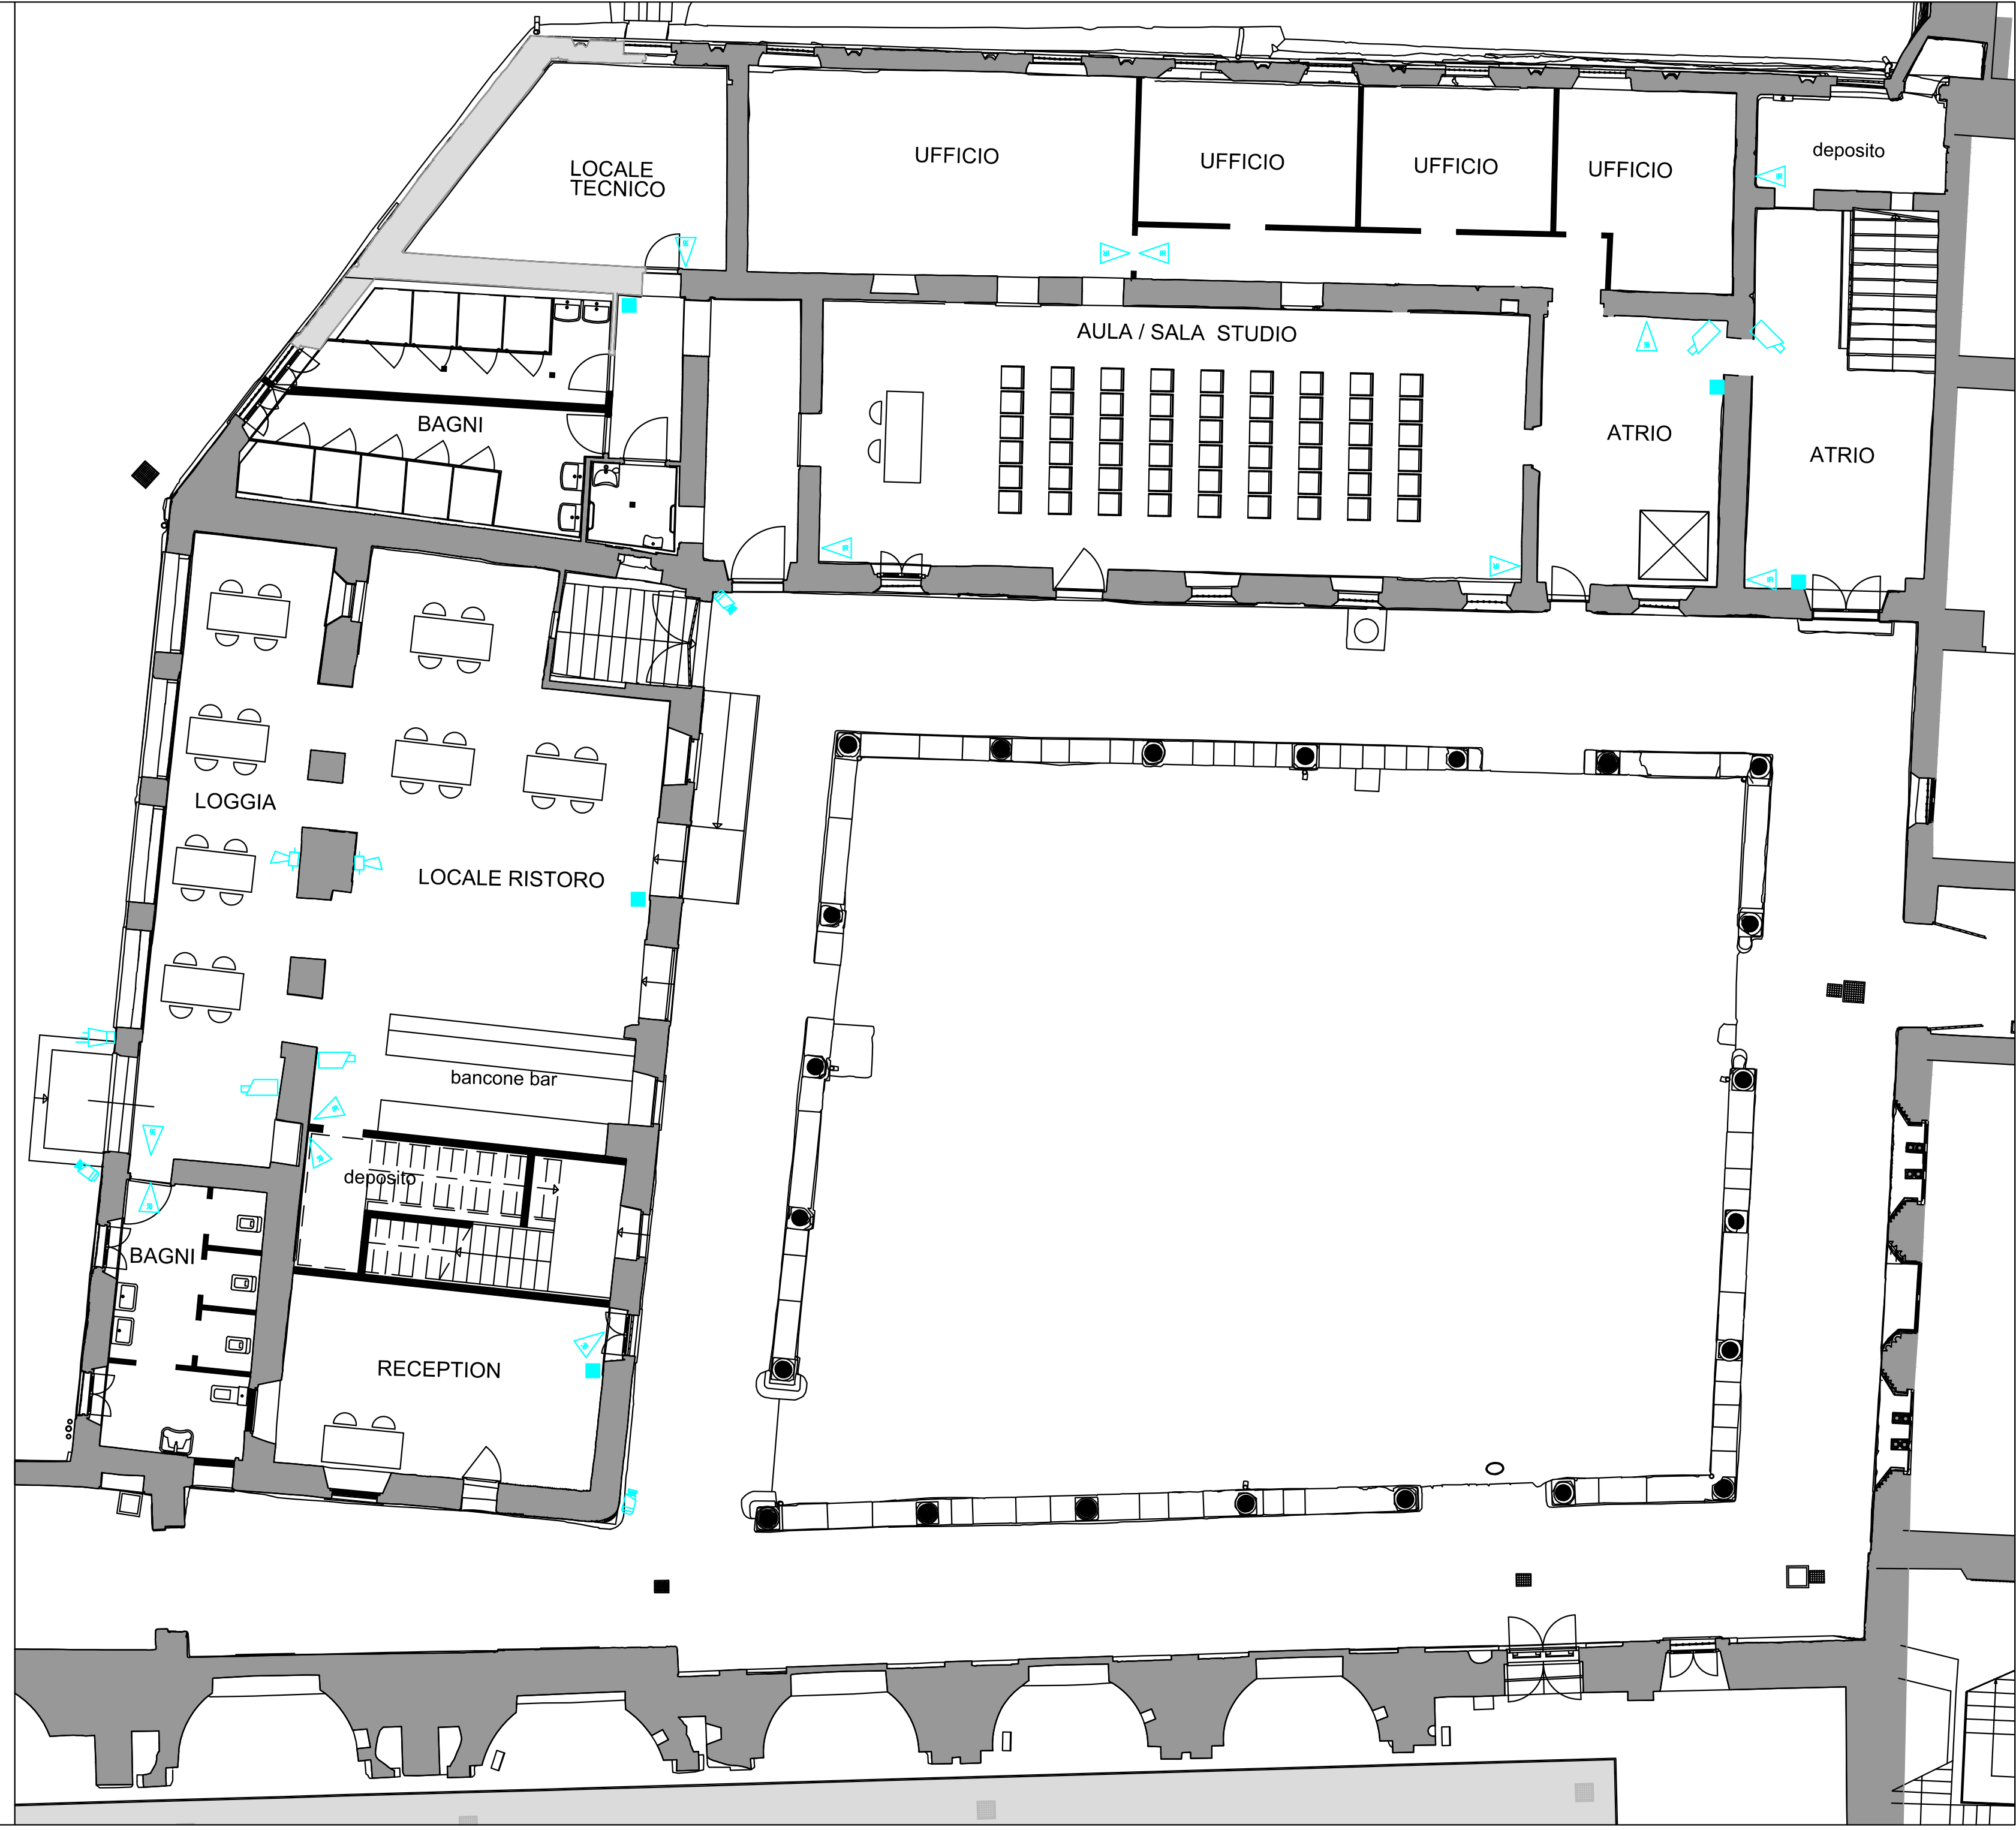 LOCALE
TECNICO
UFFICIO
UFFICIO
UFFICIO
UFFICIO
deposito
AULA / SALA STUDIO
BAGNI
ATRIO
ATRIO
LOGGIA
LOCALE RISTORO
bancone bar
deposito
BAGNI
RECEPTION